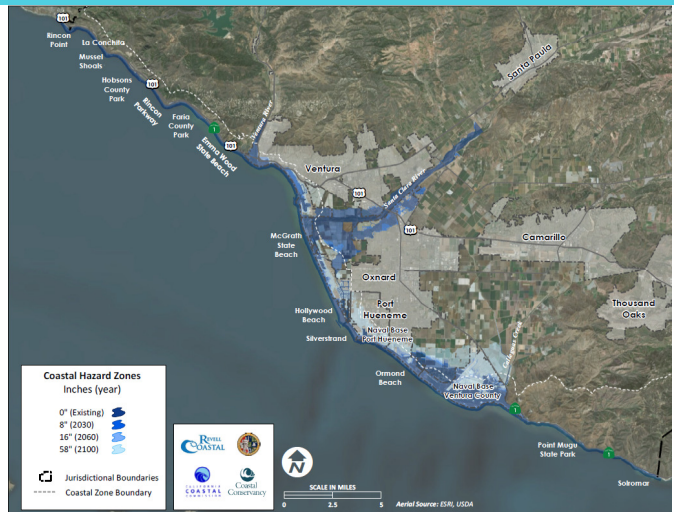 101
Rincon
Point
La Conchita
Mussel
Shoals
Hobsons
County
Park
101
Rincon
Parkway
Faria
County
Park
1
Emma Wood
State Beach
101
Ventura River
Ventura
Santa Paula
101
Santa Clara River
101
McGrath
State
Beach
Camarillo
Oxnard
Port
Hueneme
Thousand
Oaks
Hollywood
Beach
Naval Base
Port Hueneme
Silverstrand
Calleguas Creek
Ormond
Beach
Naval Base
Ventura County
1
Point Mugu
State Park
1
Solromar
Coastal Hazard Zones
Inches (year)
0" (Existing)
8" (2030)
16" (2060)
58" (2100)
Jurisdictional Boundaries
Coastal Zone Boundary
REVELL
COASTAL
CALIFORNIA
COASTAL
COMMISSION
Coastal
Conservancy
N
SCALE IN MILES
0 2.5 5
Aerial Source: ESRI, USDA